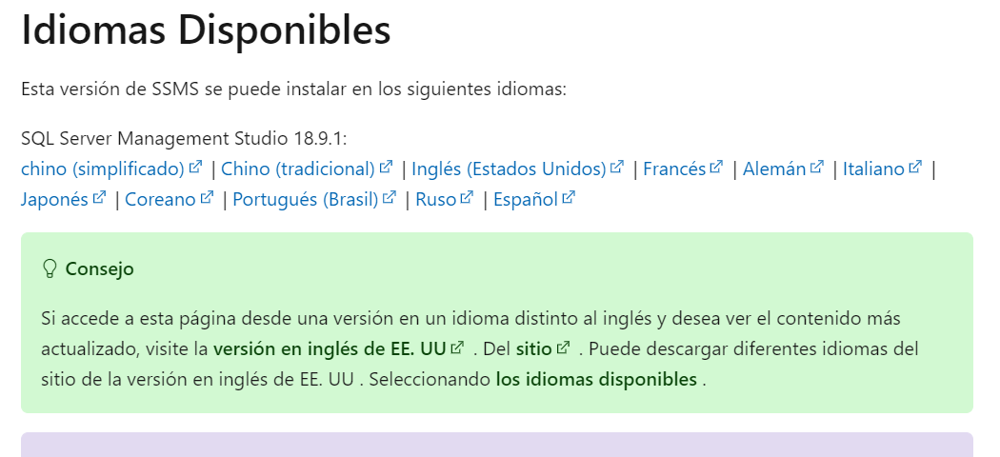 Idiomas Disponibles
Esta versión de SSMS se puede instalar en los siguientes idiomas:
SQL Server Management Studio 18.9.1:
chino (simplificado) | Chino (tradicional) | Inglés (Estados Unidos) | Francés | Alemán | Italiano |
Japonés | Coreano | Portugués (Brasil) | Ruso | Español
Consejo
Si accede a esta página desde una versión en un idioma distinto al inglés y desea ver el contenido más
actualizado, visite la versión en inglés de EE. UU . Del sitio . Puede descargar diferentes idiomas del
sitio de la versión en inglés de EE. UU . Seleccionando los idiomas disponibles .